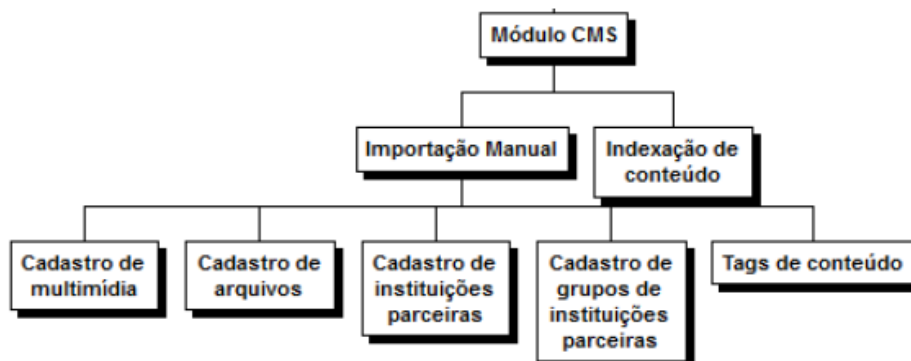 Módulo CMS
Importação Manual
Indexação de
conteúdo
Cadastro de
multimídia
Cadastro de
arquivos
Cadastro de
instituições
parceiras
Cadastro de
grupos de
instituições
parceiras
Tags de conteúdo